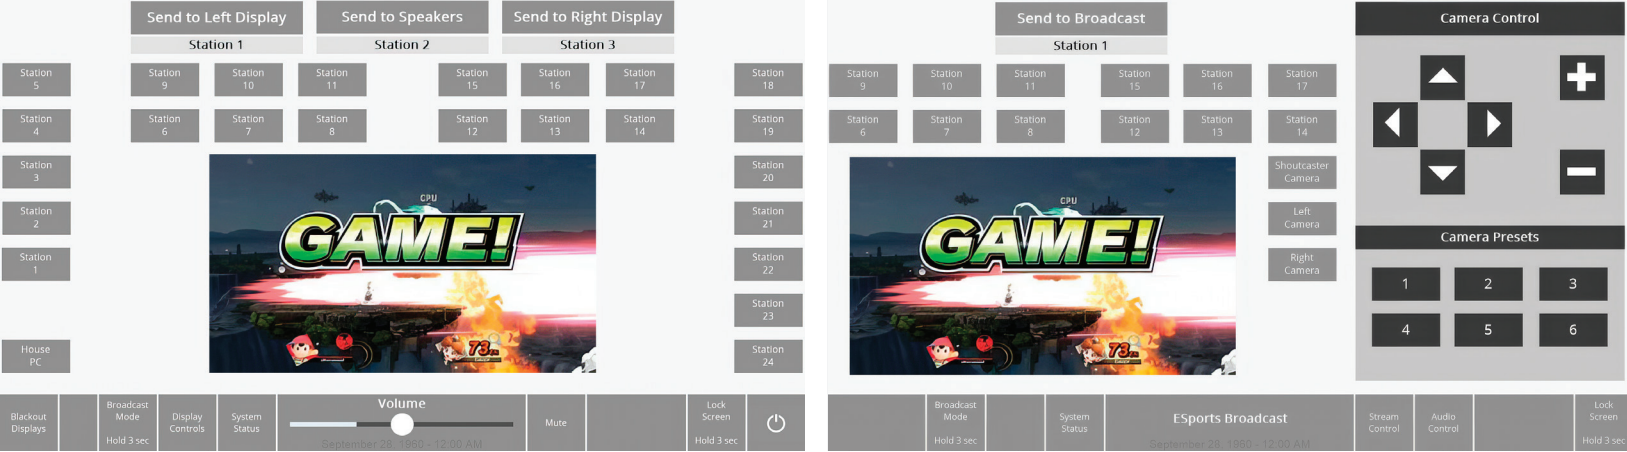 Send to Left Display
Send to Speakers
Send to Right Display
Station 1
Station 2
Station 3
Station
5
Station
9
Station
10
Station
11
Station
15
Station
16
Station
17
Station
18
Station
4
Station
6
Station
7
Station
8
Station
12
Station
13
Station
14
Station
19
Station
3
Station
20
Station
2
Station
21
Station
1
Station
22
Station
23
House
PC
Station
24
CPU
GAME!
73
Blackout
Displays
Broadcast
Mode
Hold 3 sec
Display
Controls
System
Status
Volume
September 28, 1960 - 12:00 AM
Mute
Lock
Screen
Hold 3 sec
Send to Broadcast
Station 1
Station
9
Station
10
Station
11
Station
15
Station
16
Station
17
Station
6
Station
7
Station
8
Station
12
Station
13
Station
14
Shoutcaster
Camera
Left
Camera
Right
Camera
CPU
GAME!
73
Camera Control
Camera Presets
1
2
3
4
5
6
Broadcast
Mode
Hold 3 sec
System
Status
ESports Broadcast
September 28, 1960 - 12:00 AM
Stream
Control
Audio
Control
Lock
Screen
Hold 3 sec